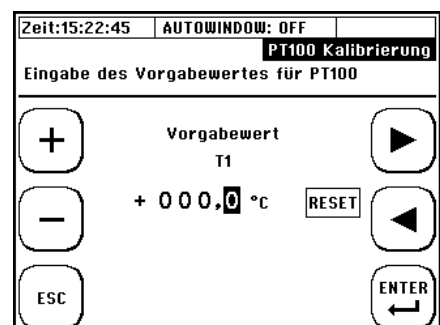 Zeit:15:22:45 AUTOWINDOW: OFF
PT100 Kalibrierung
Eingabe des Vorgabewertes für PT100
+ Vorgabewert
T1
− + 000,0 °C RESET
ESC ENTER